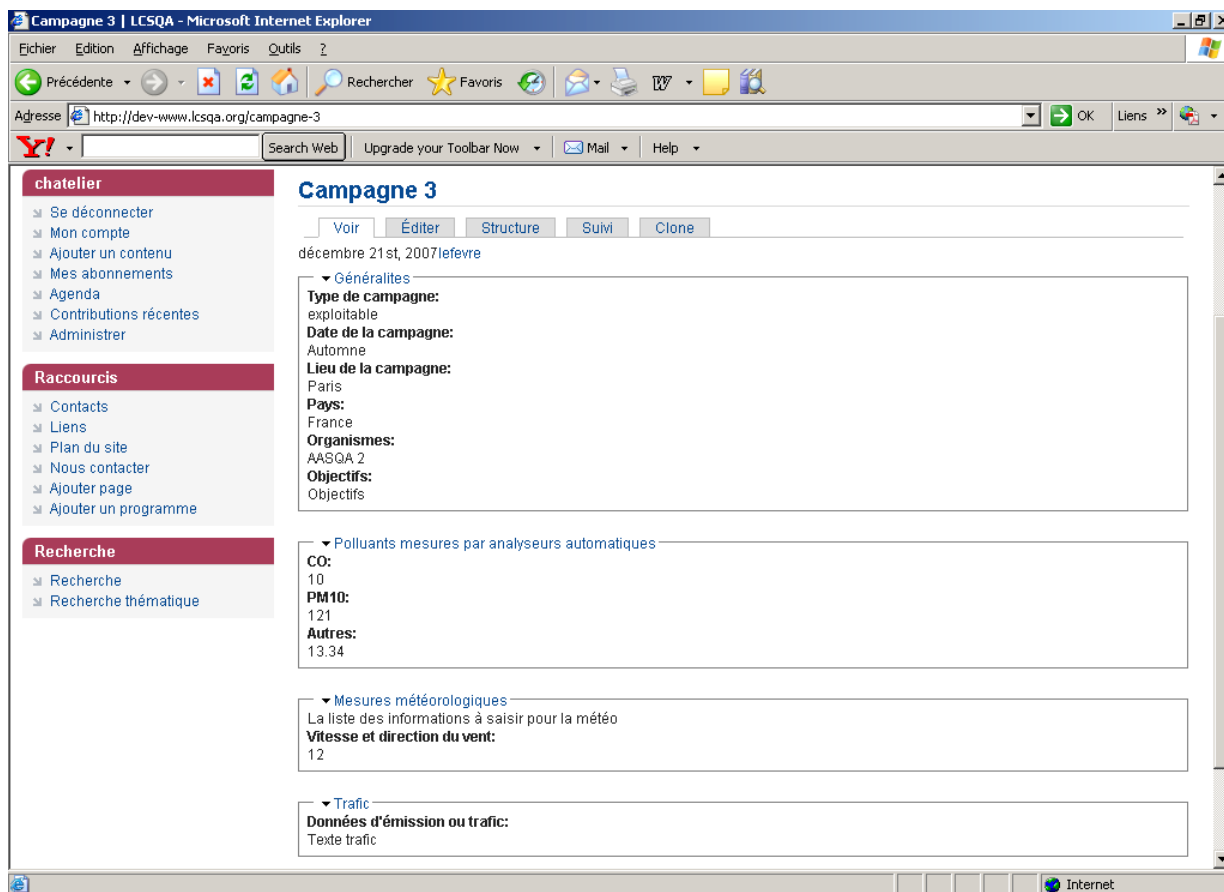 Campagne 3 | LCSQA - Microsoft Internet Explorer
Fichier Edition Affichage Favoris Outils ?
Précédente Rechercher Favoris
Adresse http://dev-www.lcsqa.org/campagne-3 OK Liens »
Y! Search Web Upgrade your Toolbar Now Mail Help
chatelier
Se déconnecter
Mon compte
Ajouter un contenu
Mes abonnements
Agenda
Contributions récentes
Administrer
Raccourcis
Contacts
Liens
Plan du site
Nous contacter
Ajouter page
Ajouter un programme
Recherche
Recherche
Recherche thématique
Campagne 3
Voir Éditer Structure Suivi Clone
décembre 21st, 2007lefevre
Généralites
Type de campagne:
exploitable
Date de la campagne:
Automne
Lieu de la campagne:
Paris
Pays:
France
Organismes:
AASQA 2
Objectifs:
Objectifs
Polluants mesures par analyseurs automatiques
CO:
10
PM10:
121
Autres:
13.34
Mesures météorologiques
La liste des informations à saisir pour la météo
Vitesse et direction du vent:
12
Trafic
Données d'émission ou trafic:
Texte trafic
Internet